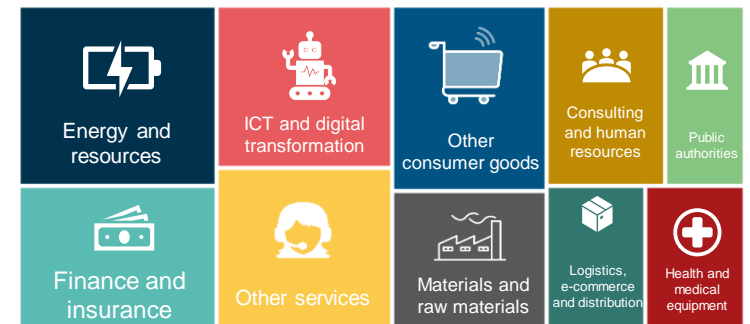 Energy and
resources
ICT and digital
transformation
Other
consumer goods
Consulting
and human
resources
Public
authorities
Finance and
insurance
Other services
Materials and
raw materials
Logistics,
e-commerce
and distribution
Health and
medical
equipment